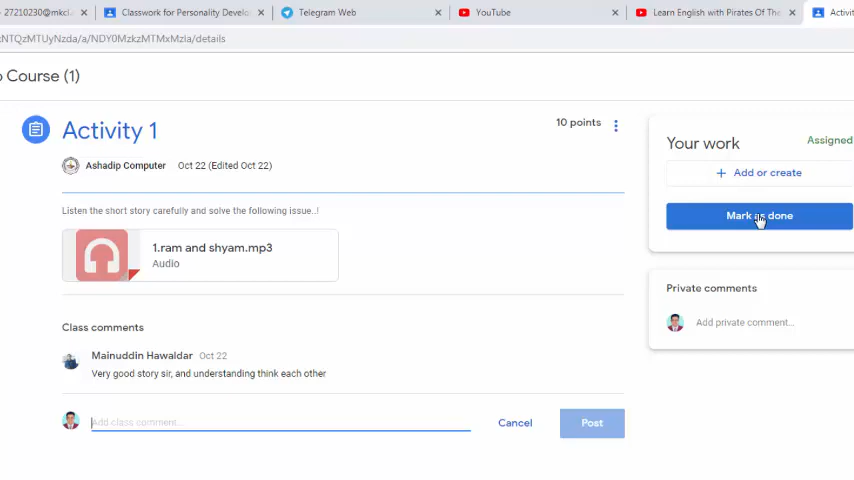 27210230@mkcl
Classwork for Personality Develo
Telegram Web
YouTube
Learn English with Pirates Of The
Activit
NTQzMTUyNzda/a/NDY0MzkzMTMxMzla/details
Course (1)
Activity 1
10 points
Ashadip Computer Oct 22 (Edited Oct 22)
Listen the short story carefully and solve the following issue..!
1.ram and shyam.mp3
Audio
Class comments
Mainuddin Hawaldar Oct 22
Very good story sir, and understanding think each other
Add class comment...
Cancel
Post
Your work
Assigned
+ Add or create
Mark as done
Private comments
Add private comment...